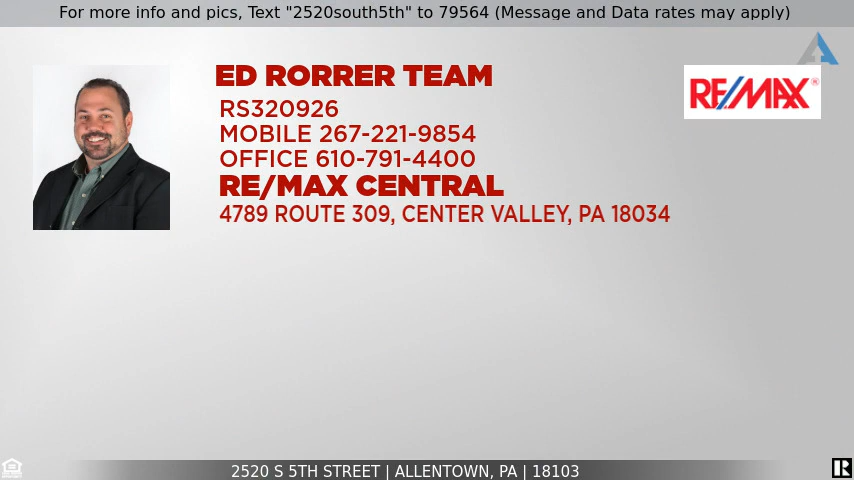 For more info and pics, Text "2520south5th" to 79564 (Message and Data rates may apply)
ED RORRER TEAM
RS320926
MOBILE 267-221-9854
OFFICE 610-791-4400
RE/MAX CENTRAL
4789 ROUTE 309, CENTER VALLEY, PA 18034
RE/MAX®
2520 S 5TH STREET | ALLENTOWN, PA | 18103